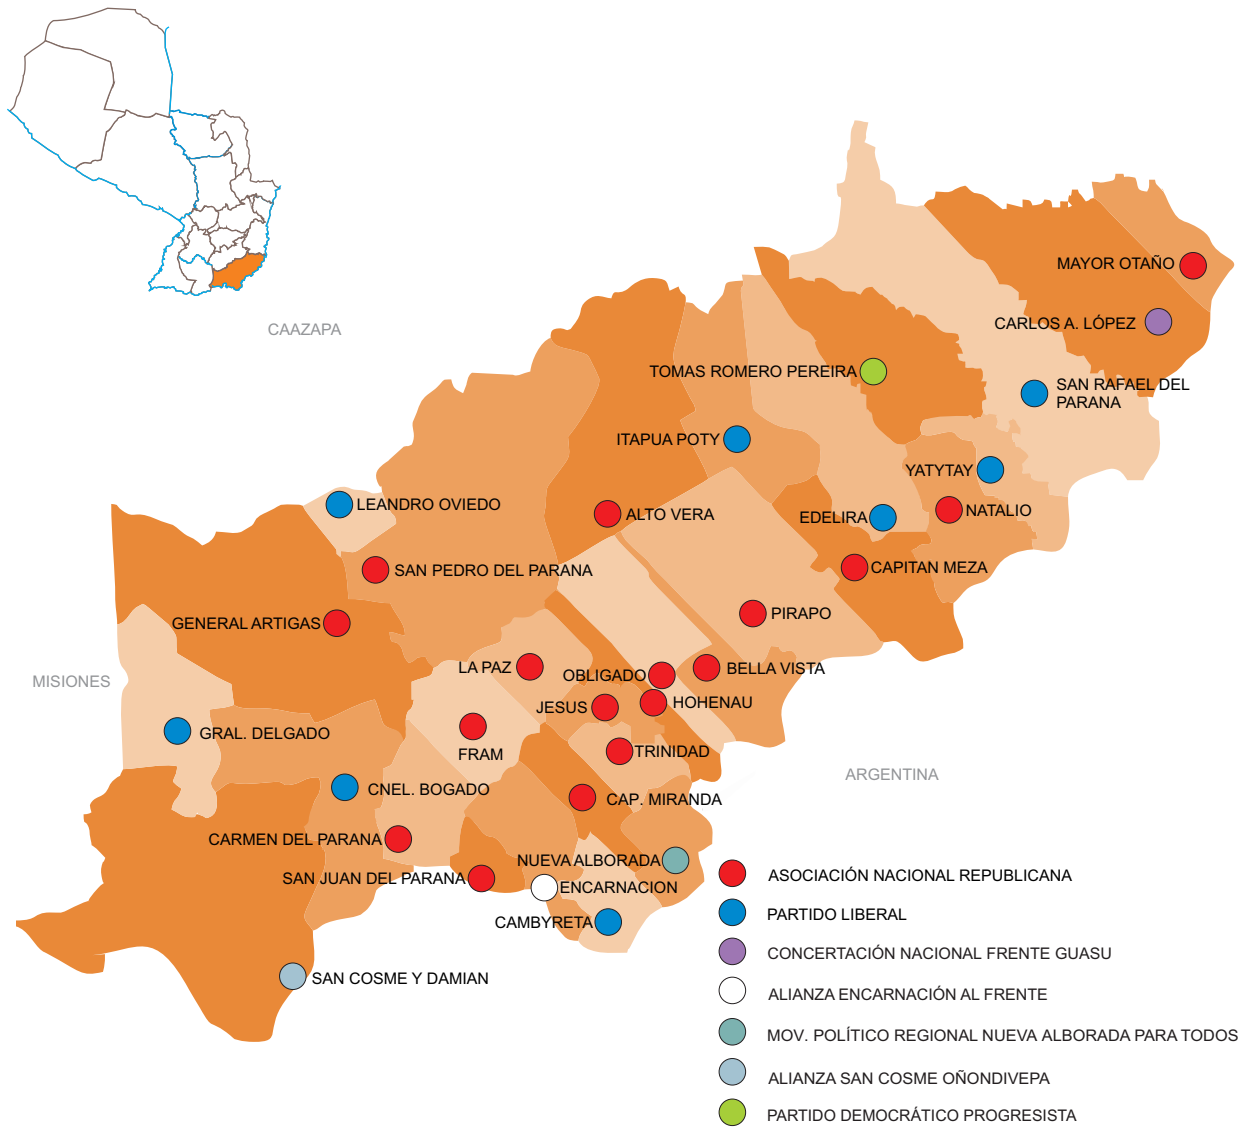 CAAZAPA
MAYOR OTAÑO
CARLOS A. LÓPEZ
TOMAS ROMERO PEREIRA
SAN RAFAEL DEL
PARANA
ITAPUA POTY
YATYTAY
LEANDRO OVIEDO
ALTO VERA
EDELIRA
NATALIO
SAN PEDRO DEL PARANA
CAPITAN MEZA
GENERAL ARTIGAS
PIRAPO
LA PAZ
OBLIGADO
BELLA VISTA
MISIONES
JESUS
HOHENAU
GRAL. DELGADO
FRAM
TRINIDAD
ARGENTINA
CNEL. BOGADO
CAP. MIRANDA
CARMEN DEL PARANA
NUEVA ALBORADA
SAN JUAN DEL PARANA
ENCARNACION
CAMBYRETA
SAN COSME Y DAMIAN
ASOCIACIÓN NACIONAL REPUBLICANA
PARTIDO LIBERAL
CONCERTACIÓN NACIONAL FRENTE GUASU
ALIANZA ENCARNACIÓN AL FRENTE
MOV. POLÍTICO REGIONAL NUEVA ALBORADA PARA TODOS
ALIANZA SAN COSME OÑONDIVEPA
PARTIDO DEMOCRÁTICO PROGRESISTA